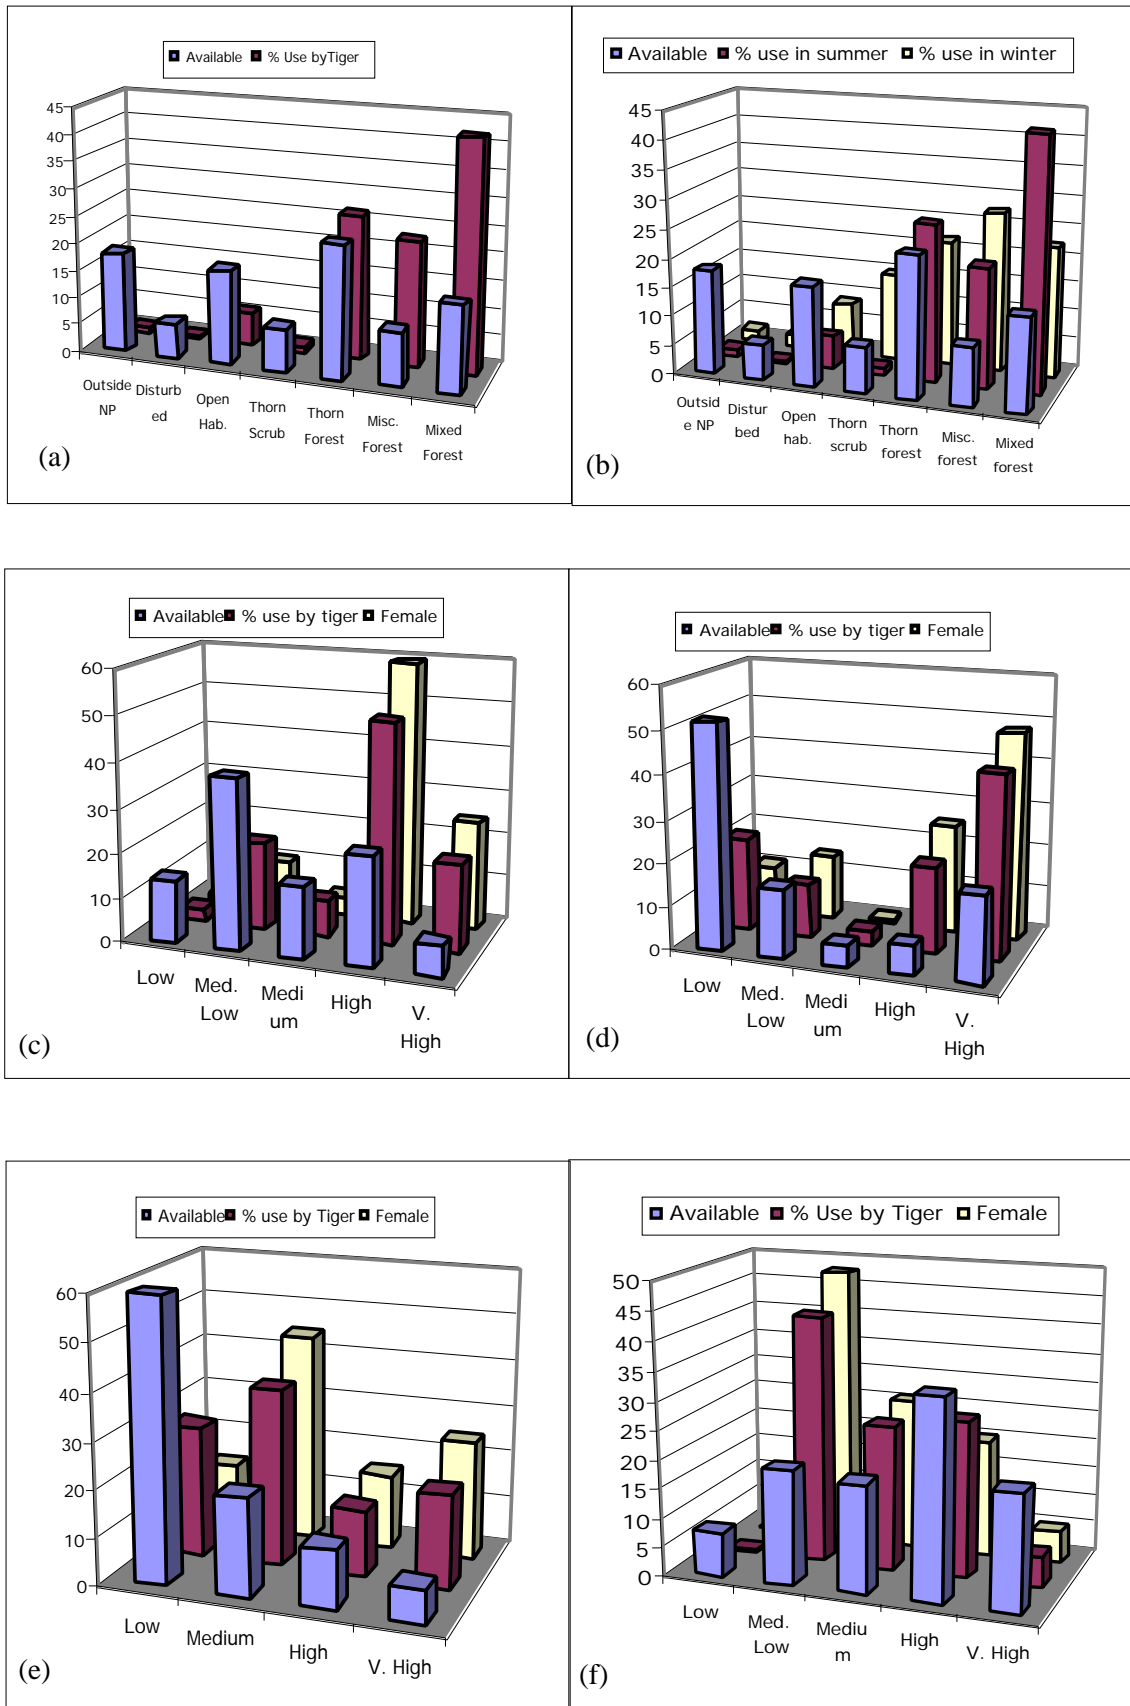 Available % Use byTiger
45
40
35
30
25
20
15
10
5
0
Outside Disturb Open Thorn Thorn Misc. Mixed
NP ed Hab. Scrub Forest Forest Forest
(a)
Available % use in summer % use in winter
45
40
35
30
25
20
15
10
5
0
Outsid Distur Open Thorn Thorn Misc. Mixed
e NP bed hab. scrub forest forest forest
(b)
Available % use by tiger Female
60
50
40
30
20
10
0
Low Med. Medi High V.
Low um High
(c)
Available % use by tiger Female
60
50
40
30
20
10
0
Low Med. Medi High V.
Low um High
(d)
Available % use by Tiger Female
60
50
40
30
20
10
0
Low Medium High V. High
(e)
Available % Use by Tiger Female
50
45
40
35
30
25
20
15
10
5
0
Low Med. Mediu High V. High
Low m
(f)